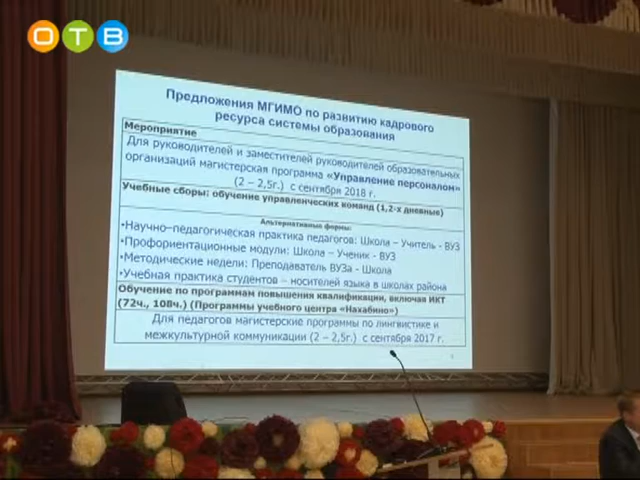 ОТВ
Предложения МГИМО по развитию кадрового
ресурса системы образования
Мероприятие
Для руководителей и заместителей руководителей образовательных
организаций магистерская программа «Управление персоналом»
(2 – 2,5г.) с сентября 2018 г.
Учебные сборы: обучение управленческих команд (1,2-х дневные)
Альтернативные формы:
•Научно–педагогическая практика педагогов: Школа – Учитель - ВУЗ
•Профориентационные модули: Школа – Ученик - ВУЗ
•Методические недели: Преподаватель ВУЗа - Школа
•Учебная практика студентов – носителей языка в школах района
Обучение по программам повышения квалификации, включая ИКТ
(72ч., 108ч.) (Программы учебного центра «Нахабино»)
Для педагогов магистерские программы по лингвистике и
межкультурной коммуникации (2 – 2,5г.) с сентября 2017 г.